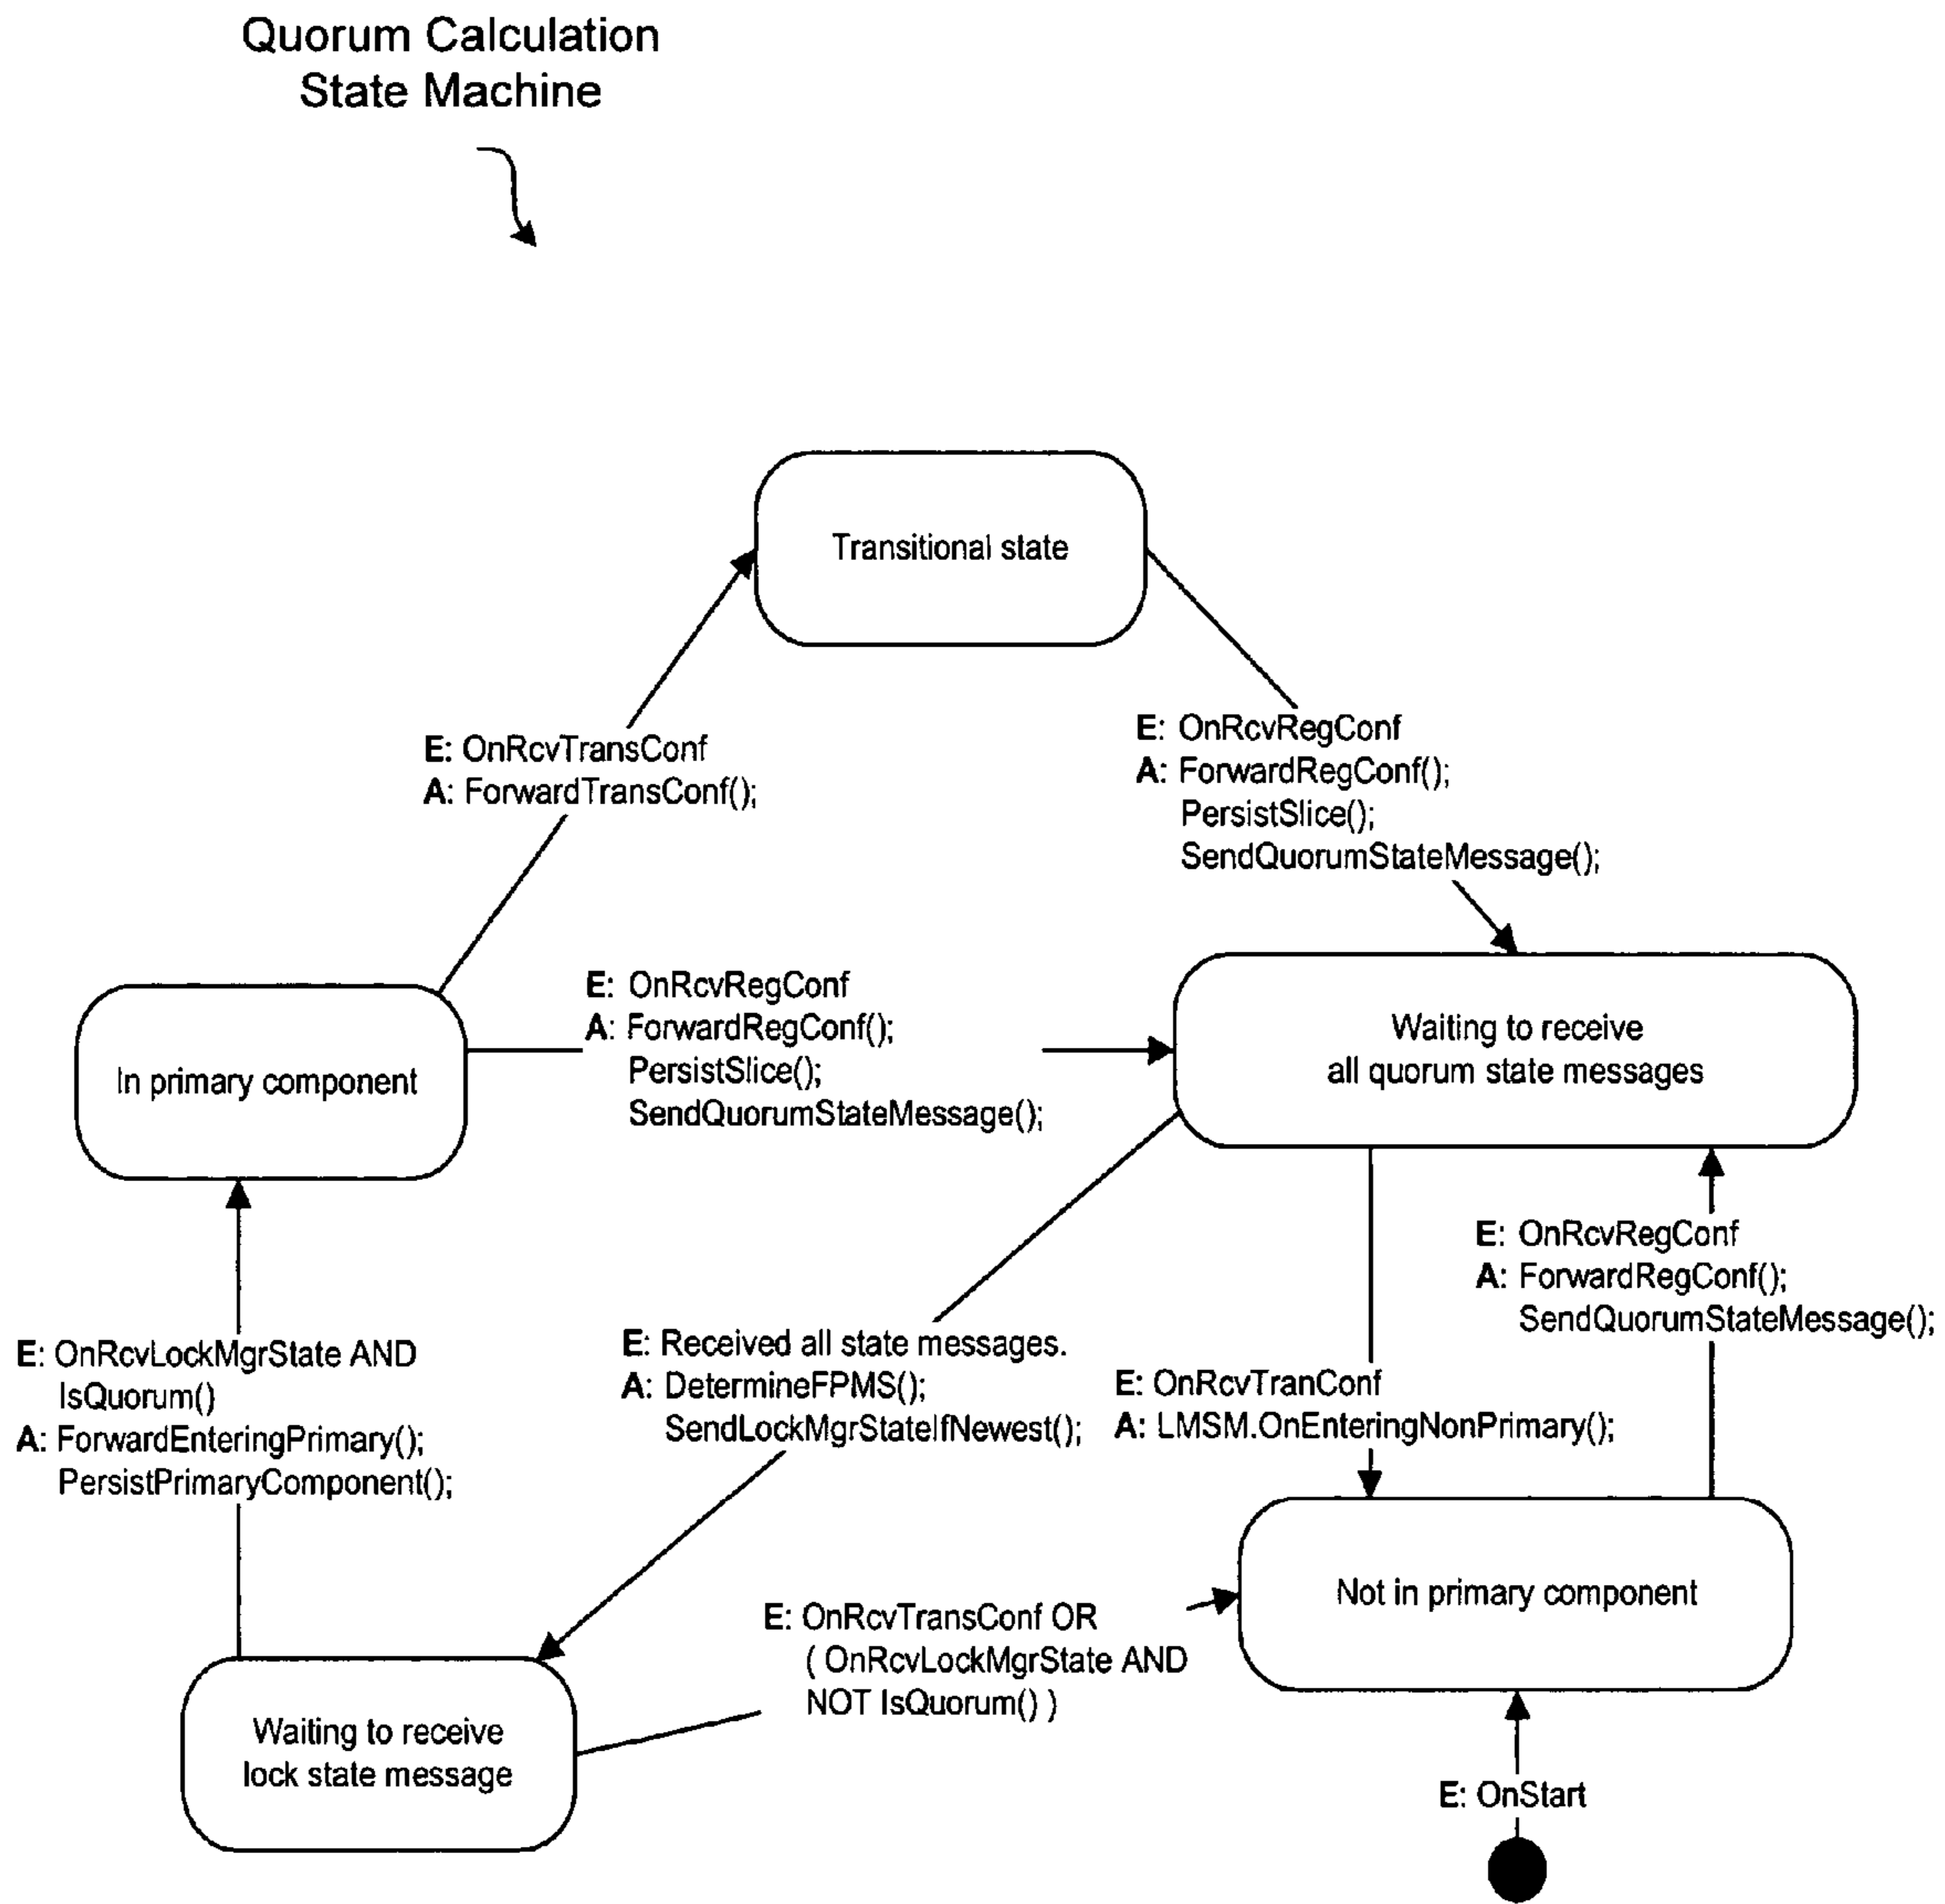 Quorum Calculation
State Machine
Transitional state
E: OnRcvTransConf
A: ForwardTransConf();
E: OnRcvRegConf
A: ForwardRegConf();
PersistSlice();
SendQuorumStateMessage();
In primary component
E: OnRcvRegConf
A: ForwardRegConf();
PersistSlice();
SendQuorumStateMessage();
Waiting to receive
all quorum state messages
E: OnRcvLockMgrState AND
IsQuorum()
A: ForwardEnteringPrimary();
PersistPrimaryComponent();
E: Received all state messages.
A: DetermineFPMS();
SendLockMgrStateIfNewest();
E: OnRcvTranConf
A: LMSM.OnEnteringNonPrimary();
E: OnRcvRegConf
A: ForwardRegConf();
SendQuorumStateMessage();
Waiting to receive
lock state message
E: OnRcvTransConf OR
( OnRcvLockMgrState AND
NOT IsQuorum() )
Not in primary component
E: OnStart